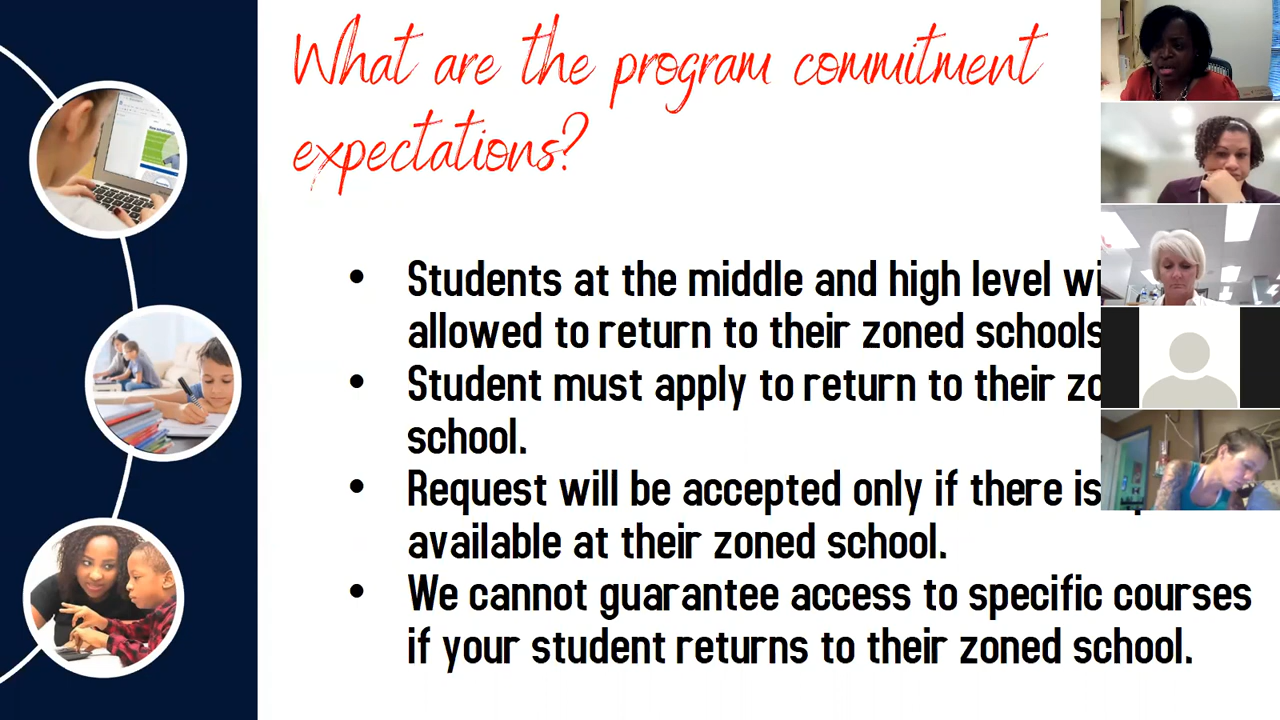 What are the program commitment
expectations?
• Students at the middle and high level
allowed to return to their zoned schools
• Student must apply to return to their
school.
• Request will be accepted only if there is
available at their zoned school.
• We cannot guarantee access to specific courses
if your student returns to their zoned school.